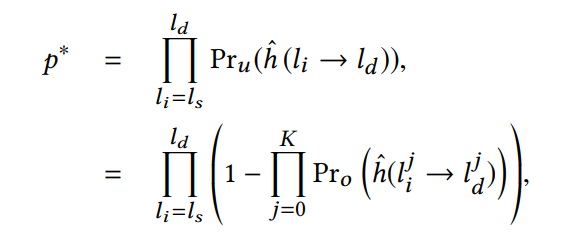 p* = ∏_{l_i=l_s}^{l_d} Pr_u(ĥ (l_i → l_d)),
= ∏_{l_i=l_s}^{l_d} (1 − ∏_{j=0}^{K} Pr_o (ĥ(l_i^j → l_d^j))),